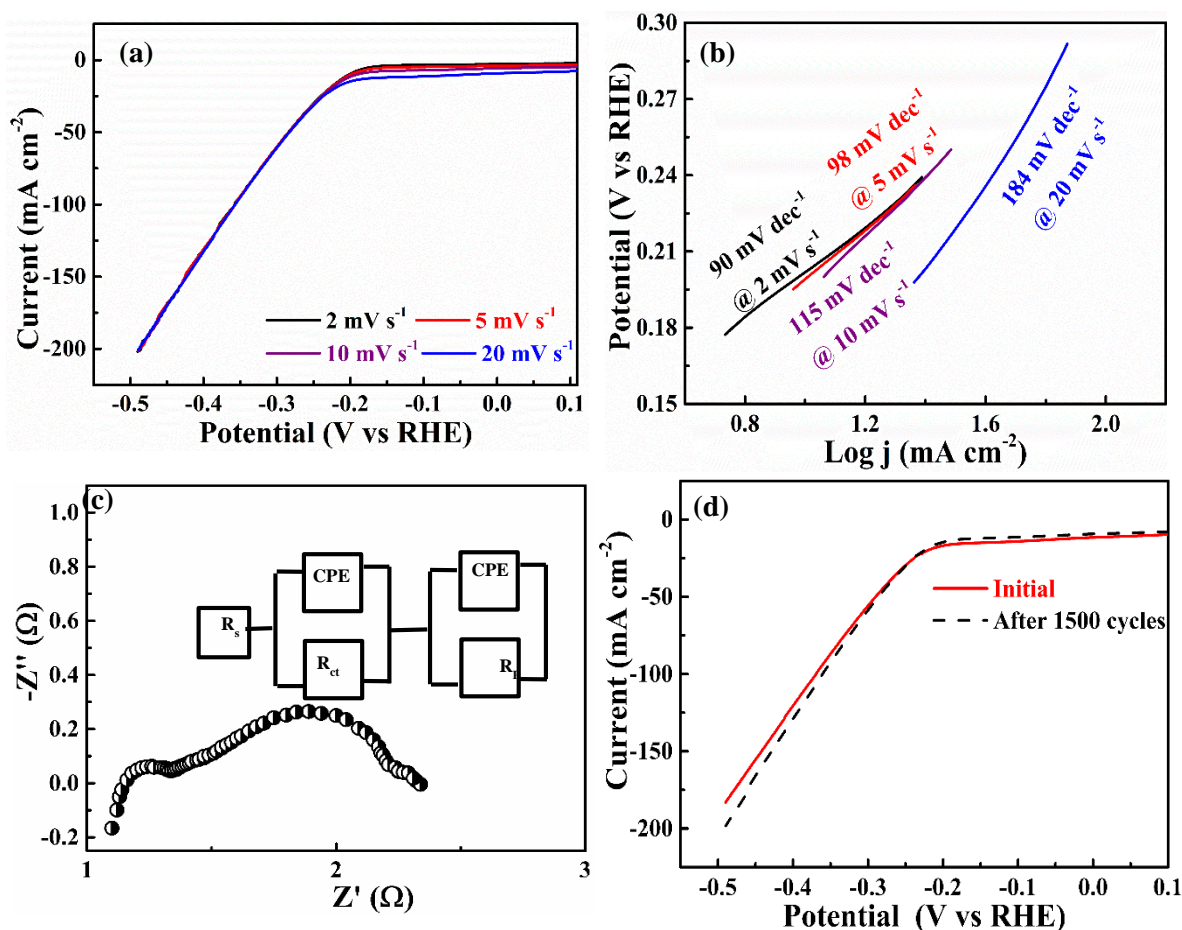 (a)
0
-50
-100
-150
-200
Current (mA cm⁻²)
2 mV s⁻¹
5 mV s⁻¹
10 mV s⁻¹
20 mV s⁻¹
-0.5 -0.4 -0.3 -0.2 -0.1 0.0 0.1
Potential (V vs RHE)
(b)
0.30
0.27
0.24
0.21
0.18
0.15
Potential (V vs RHE)
90 mV dec⁻¹
@ 2 mV s⁻¹
98 mV dec⁻¹
@ 5 mV s⁻¹
115 mV dec⁻¹
@ 10 mV s⁻¹
184 mV dec⁻¹
@ 20 mV s⁻¹
0.8 1.2 1.6 2.0
Log j (mA cm⁻²)
(c)
1.0
0.8
0.6
0.4
0.2
0.0
-0.2
-Z'' (Ω)
CPE
CPE
Rs
Rct
1 2 3
Z' (Ω)
(d)
0
-50
-100
-150
-200
Current (mA cm⁻²)
Initial
After 1500 cycles
-0.5 -0.4 -0.3 -0.2 -0.1 0.0 0.1
Potential (V vs RHE)